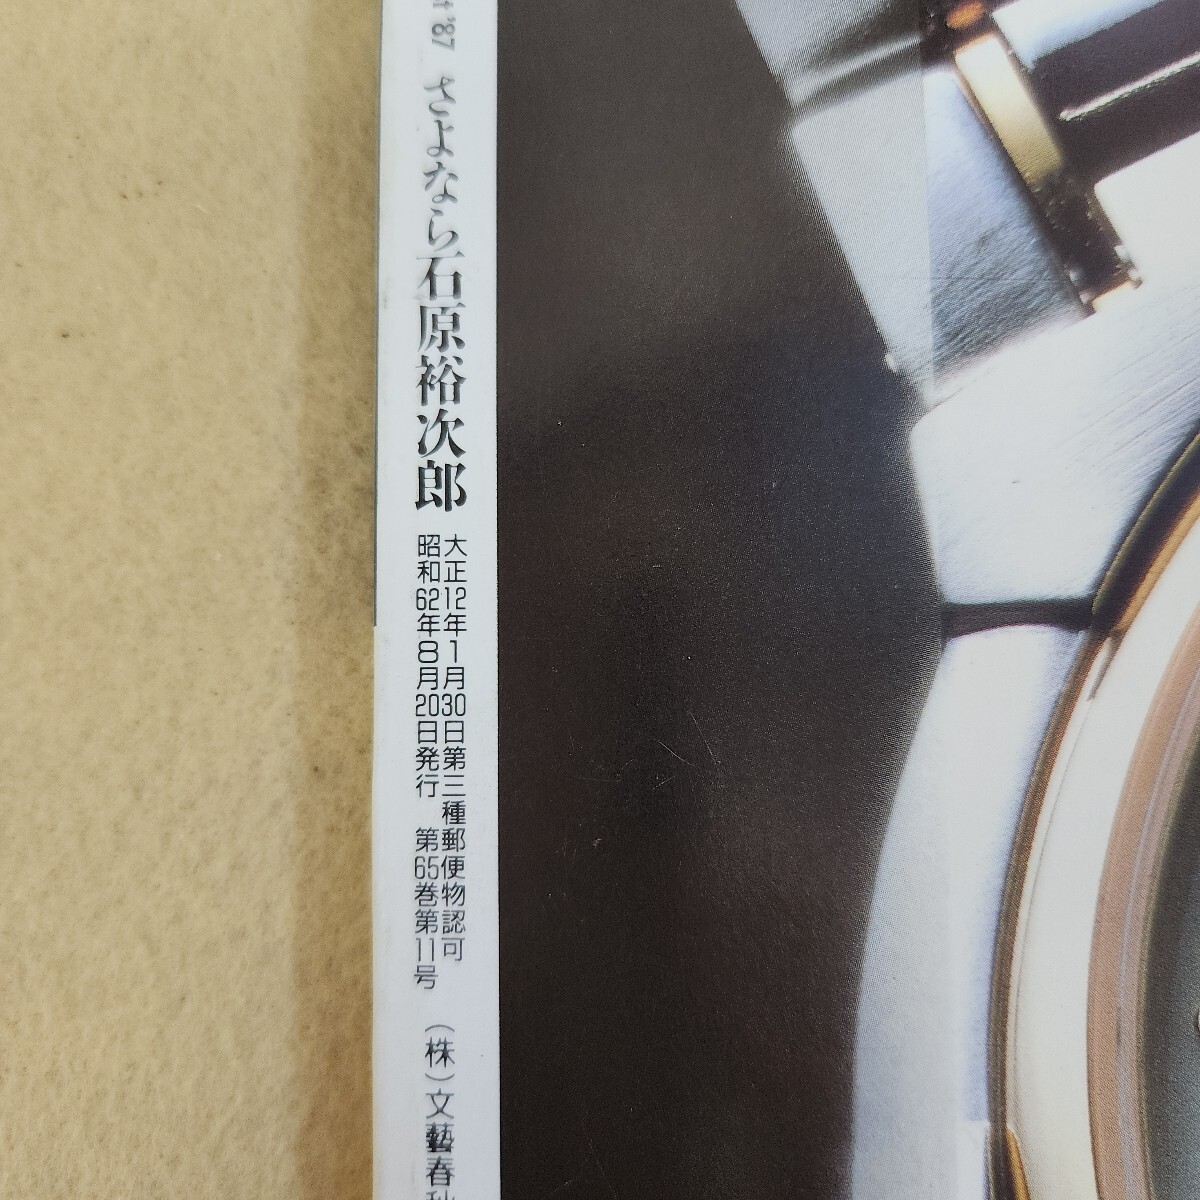 '87 さよなら石原裕次郎
大正12年1月30日第三種郵便物認可
昭和62年8月20日発行 第65巻第11号
(株)文藝春秋